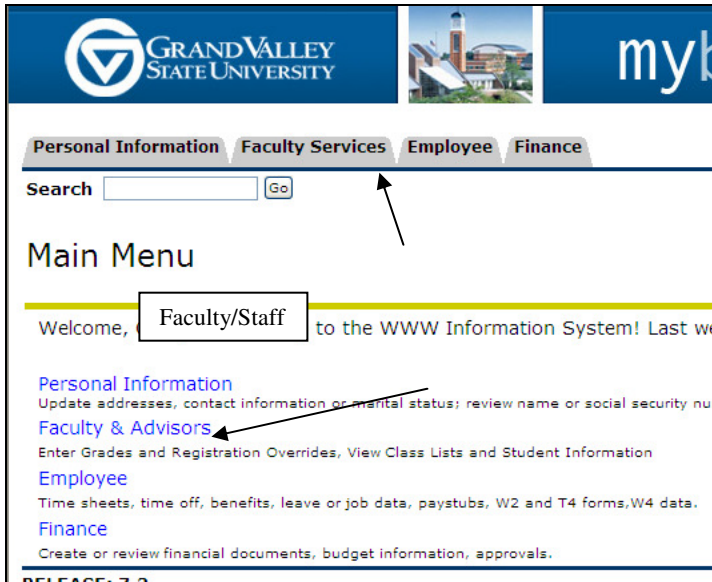 GRAND VALLEY
STATE UNIVERSITY
my
Personal Information Faculty Services Employee Finance
Search Go
Main Menu
Welcome, Faculty/Staff to the WWW Information System! Last
Personal Information
Update addresses, contact information or marital status; review name or social security
Faculty & Advisors
Enter Grades and Registration Overrides, View Class Lists and Student Information
Employee
Time sheets, time off, benefits, leave or job data, paystubs, W2 and T4 forms,W4 data.
Finance
Create or review financial documents, budget information, approvals.
RELEASE: 7.2